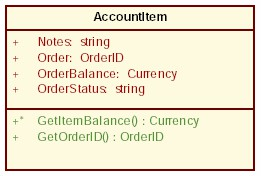 AccountItem
+ Notes: string
+ Order: OrderID
+ OrderBalance: Currency
+ OrderStatus: string
+* GetItemBalance() : Currency
+ GetOrderID() : OrderID